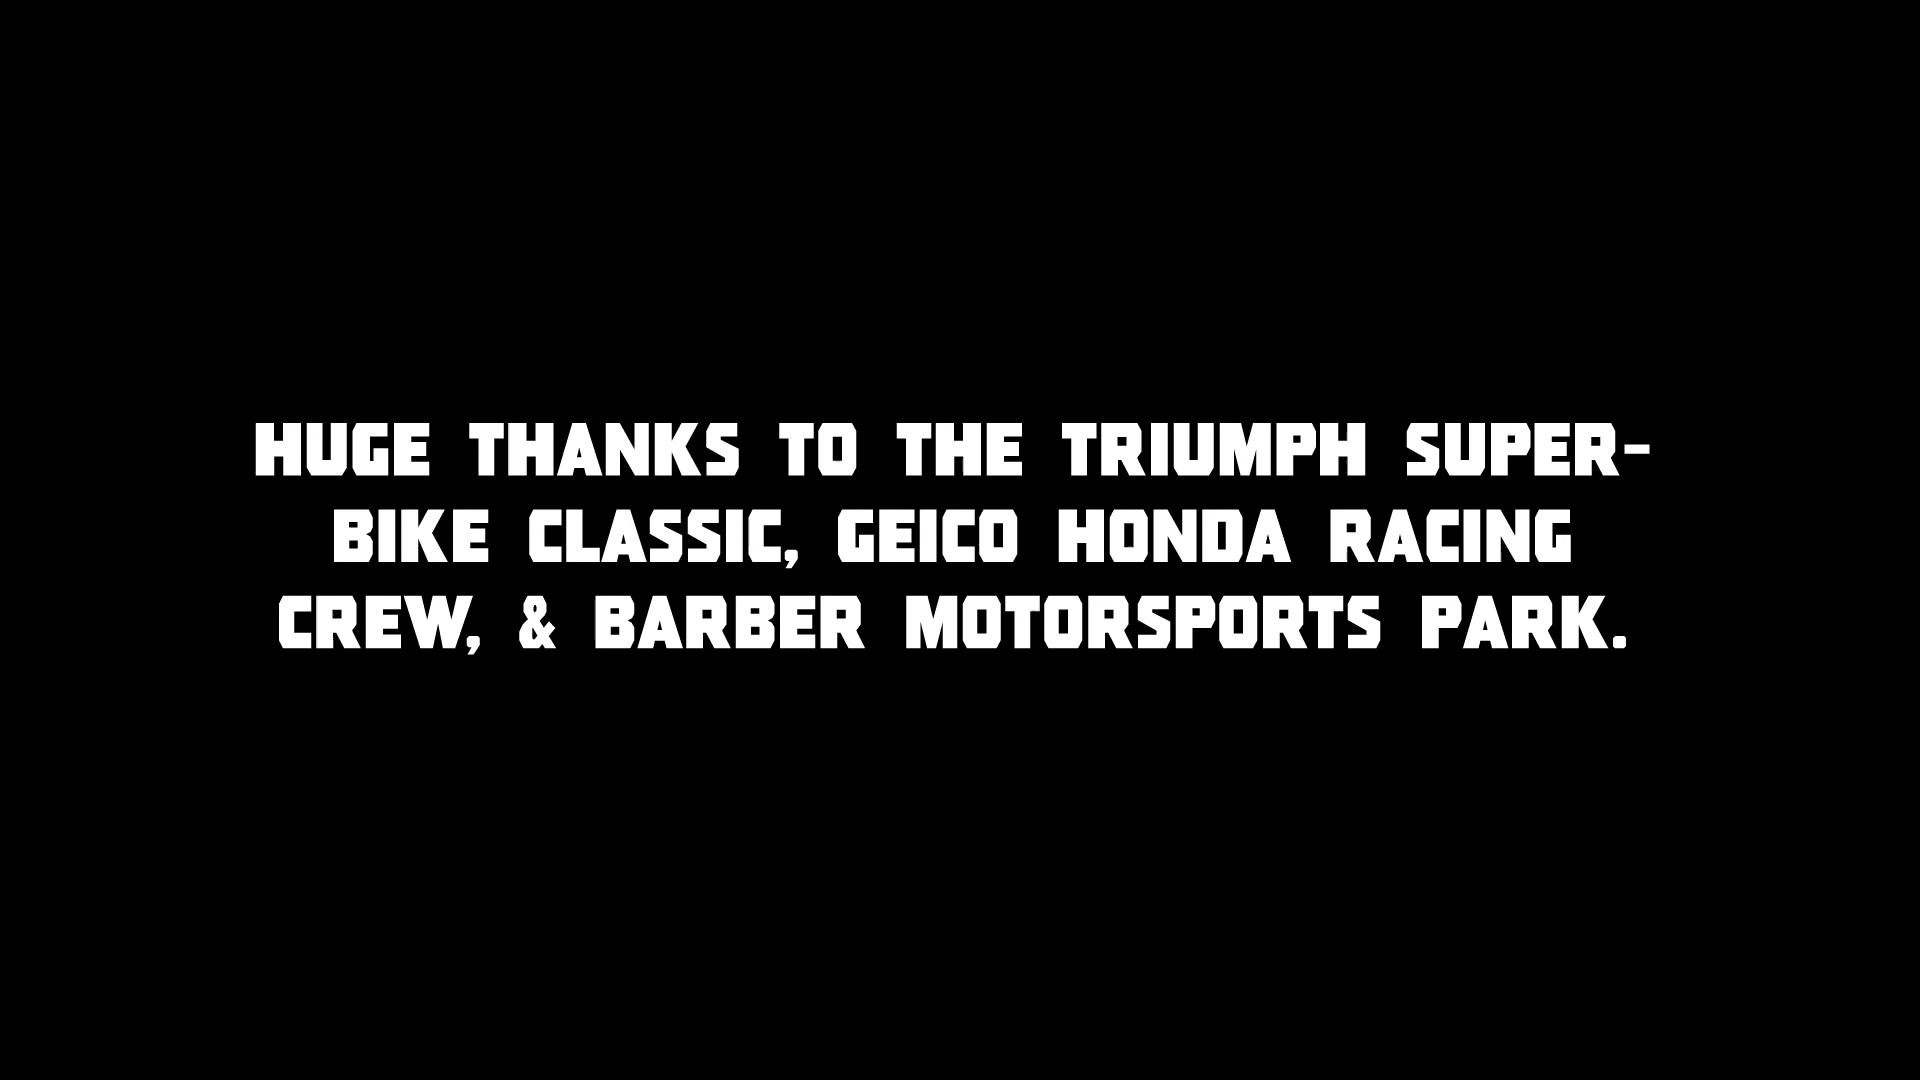 HUGE THANKS TO THE TRIUMPH SUPER-
BIKE CLASSIC, GEICO HONDA RACING
CREW, & BARBER MOTORSPORTS PARK.